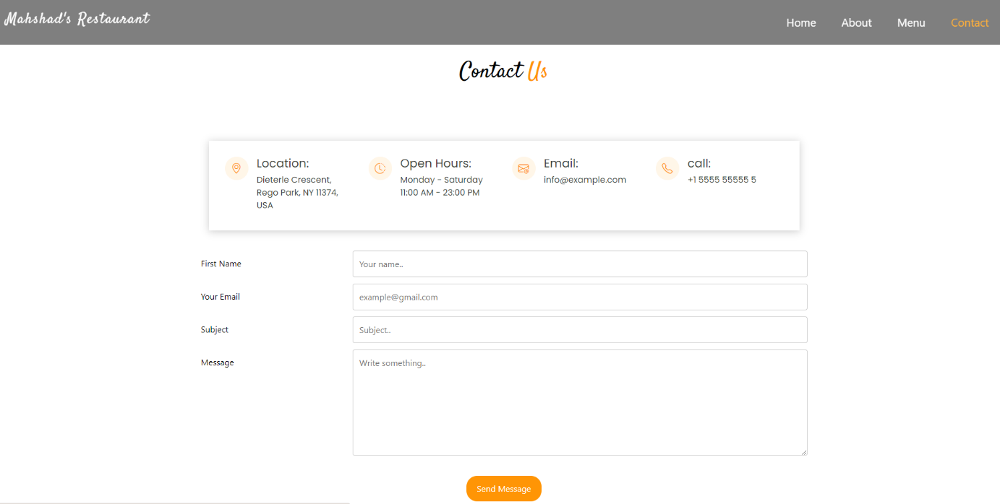 Mahshad's Restaurant
Home About Menu Contact
Contact Us
Location:
Dieterle Crescent,
Rego Park, NY 11374,
USA
Open Hours:
Monday - Saturday
11:00 AM - 23:00 PM
Email:
info@example.com
call:
+1 5555 55555 5
First Name
Your name..
Your Email
example@gmail.com
Subject
Subject..
Message
Write something..
Send Message